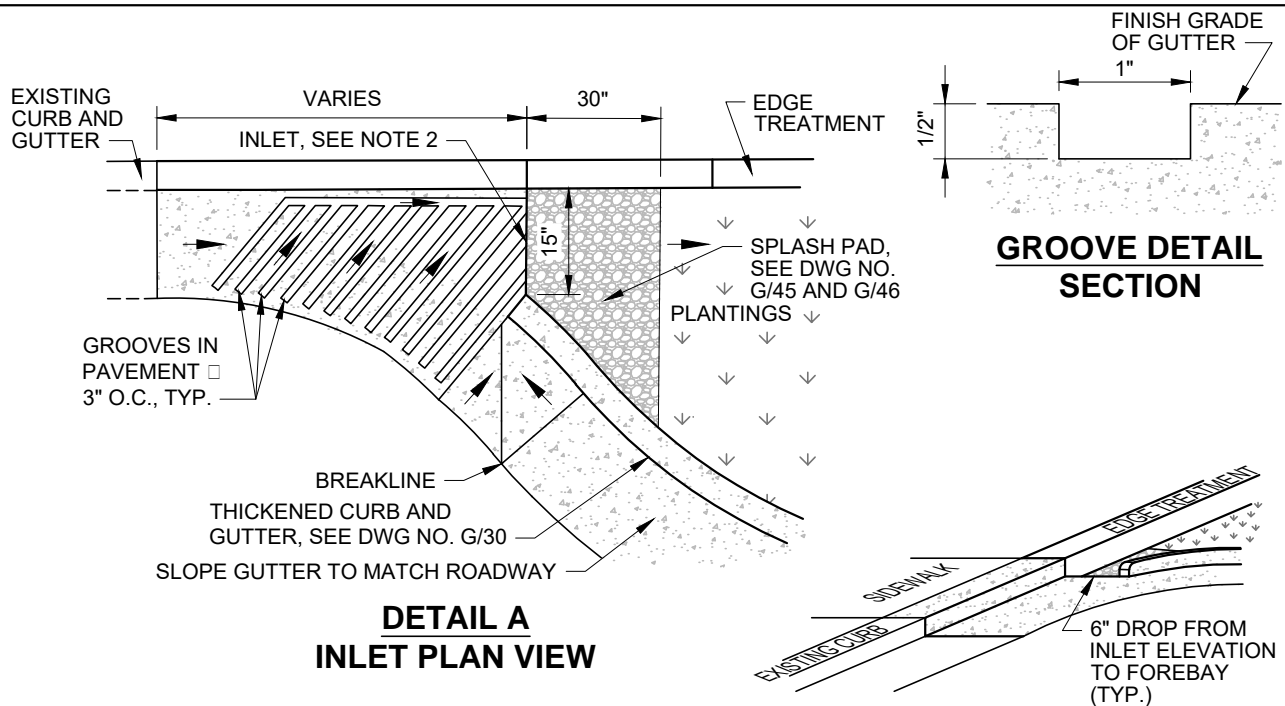 EXISTING
CURB AND
GUTTER
VARIES
30"
INLET, SEE NOTE 2
EDGE
TREATMENT
15"
SPLASH PAD,
SEE DWG NO.
G/45 AND G/46
PLANTINGS
GROOVES IN
PAVEMENT □
3" O.C., TYP.
BREAKLINE
THICKENED CURB AND
GUTTER, SEE DWG NO. G/30
SLOPE GUTTER TO MATCH ROADWAY
DETAIL A
INLET PLAN VIEW
FINISH GRADE
OF GUTTER
1"
1/2"
GROOVE DETAIL
SECTION
EDGE TREATMENT
SIDEWALK
EXISTING CURB
6" DROP FROM
INLET ELEVATION
TO FOREBAY
(TYP.)